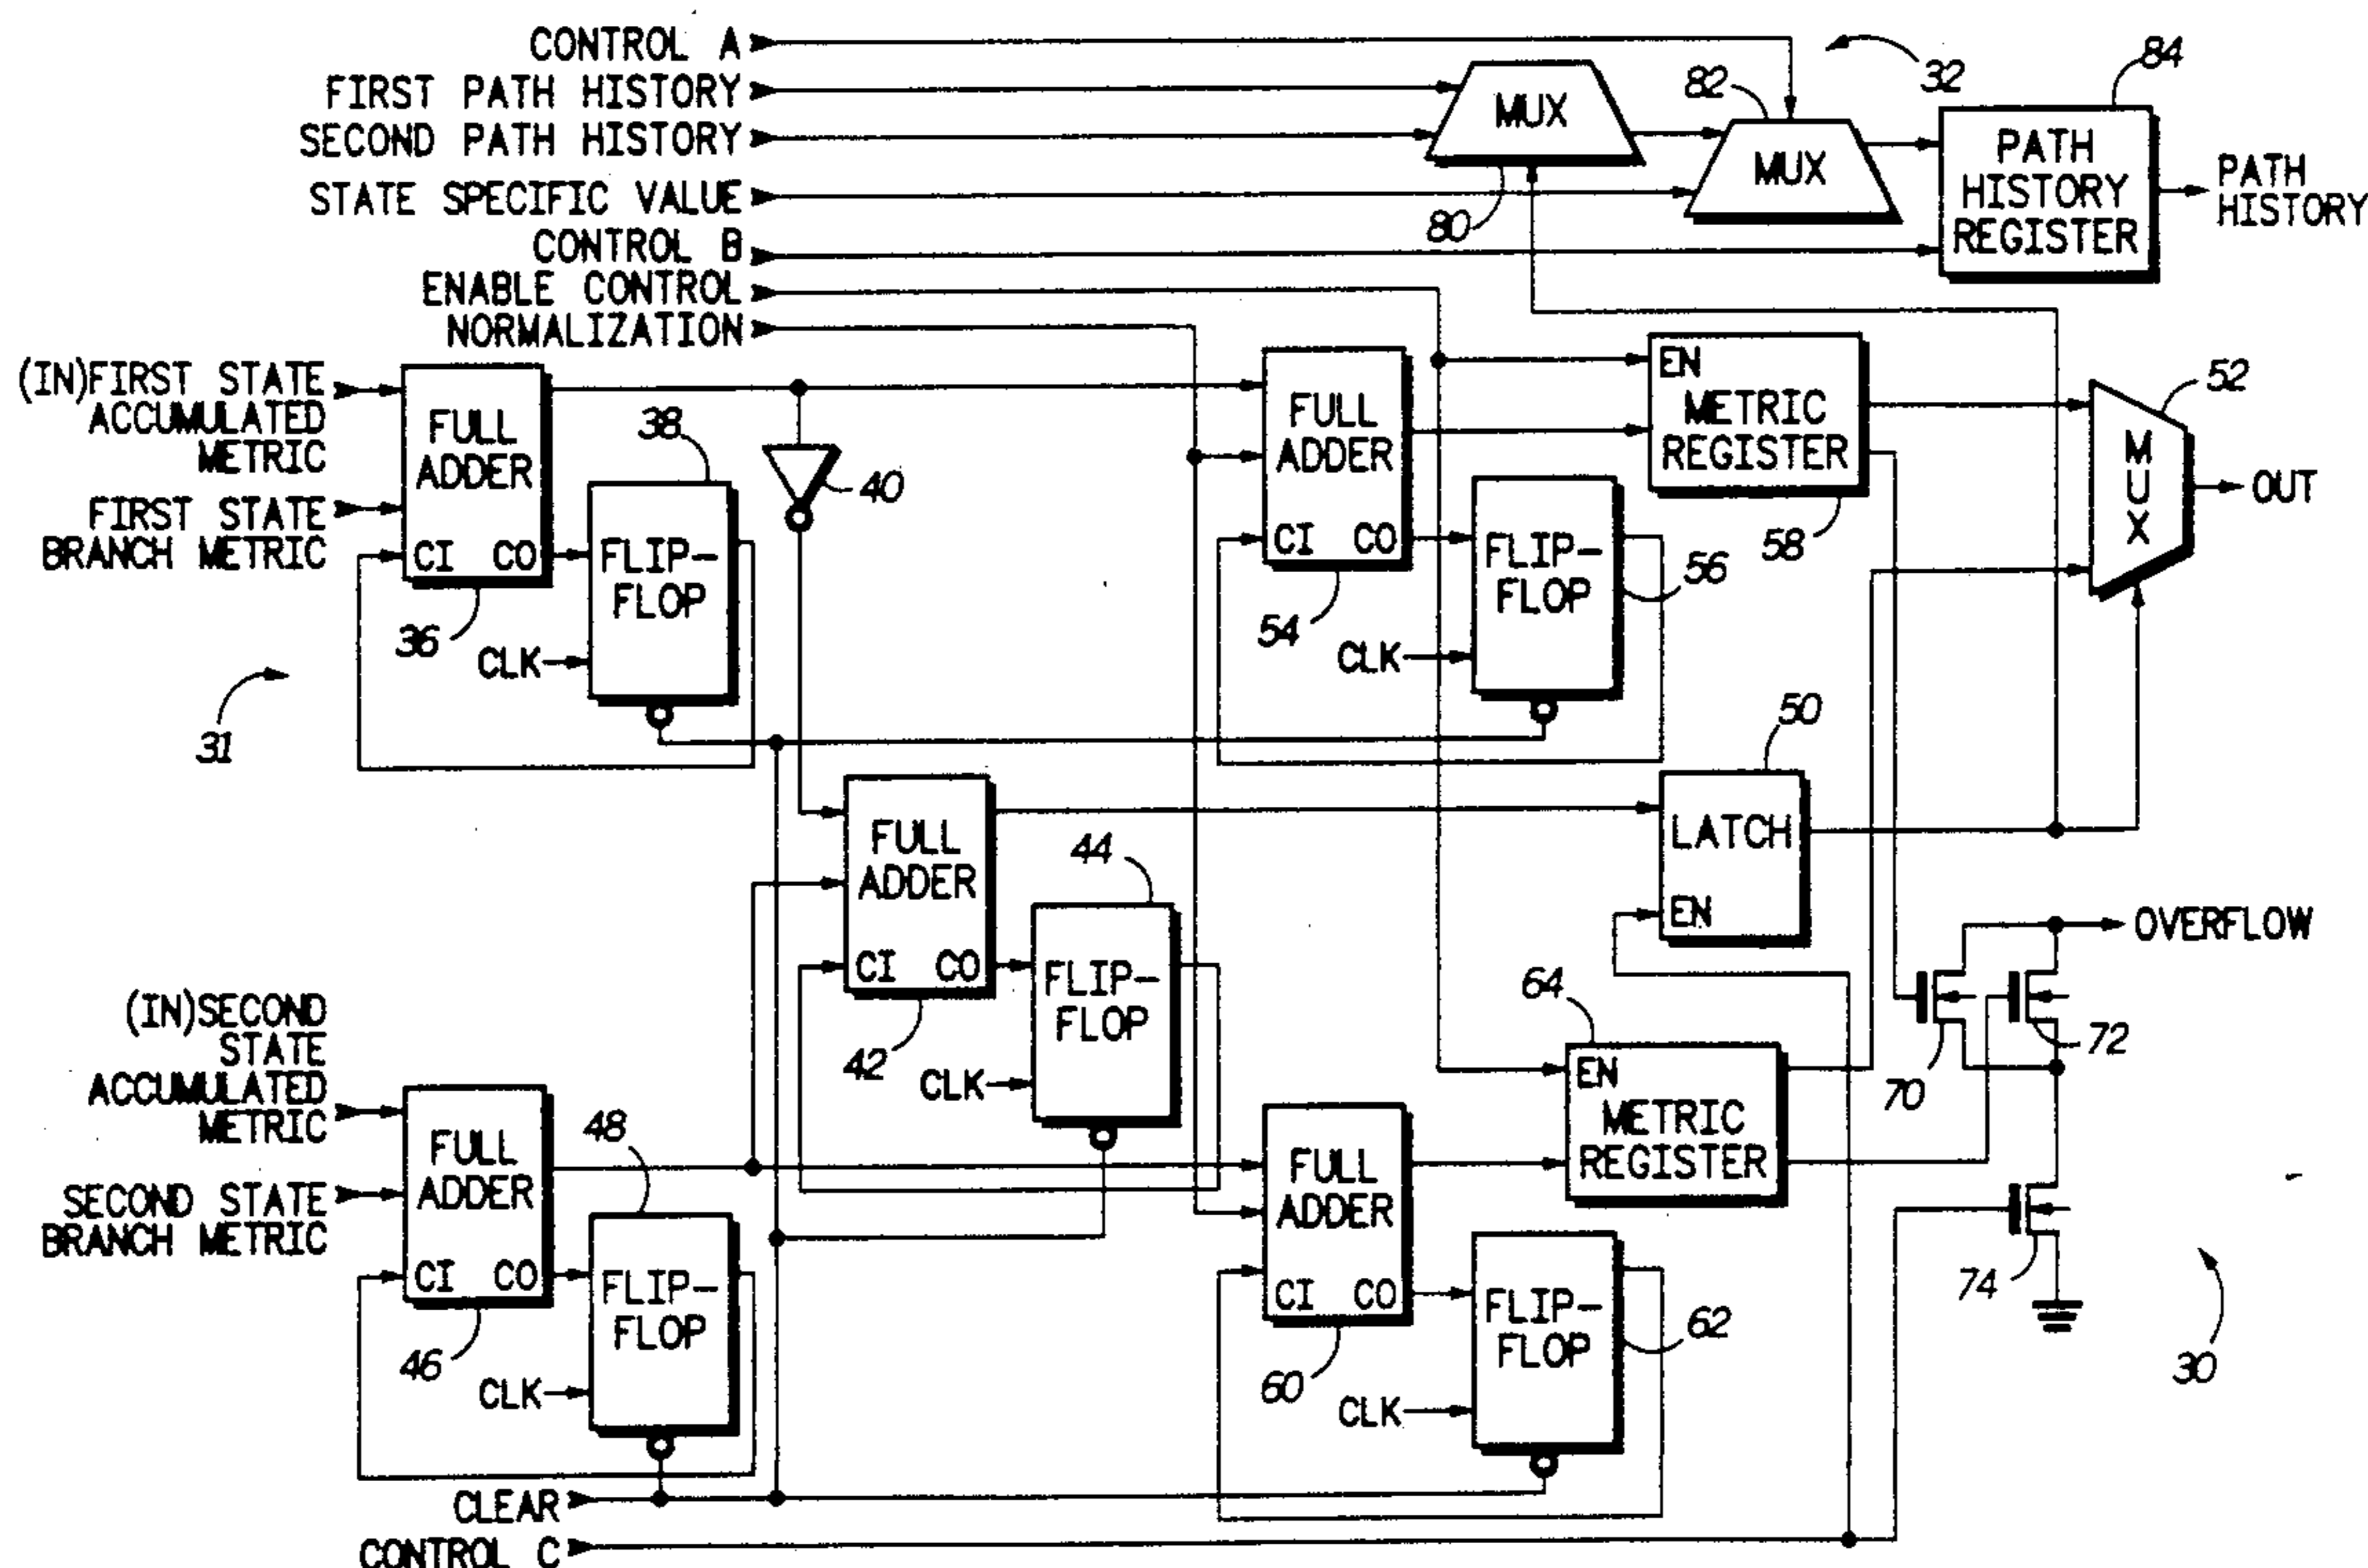 CONTROL A
FIRST PATH HISTORY
SECOND PATH HISTORY
STATE SPECIFIC VALUE
CONTROL B
ENABLE CONTROL
NORMALIZATION
MUX
80
82
MUX
32
84
PATH
HISTORY
REGISTER
PATH
HISTORY
(IN)FIRST STATE
ACCUMULATED
METRIC
FIRST STATE
BRANCH METRIC
FULL
ADDER
CI CO
36
38
FLIP-
FLOP
CLK
40
31
FULL
ADDER
CI CO
54
FLIP-
FLOP
56
CLK
EN
METRIC
REGISTER
58
MUX
52
OUT
FULL
ADDER
CI CO
42
44
FLIP-
FLOP
CLK
50
LATCH
EN
OVERFLOW
70
72
74
30
(IN)SECOND
STATE
ACCUMULATED
METRIC
SECOND STATE
BRANCH METRIC
FULL
ADDER
CI CO
46
48
FLIP-
FLOP
CLK
FULL
ADDER
CI CO
60
64
EN
METRIC
REGISTER
FLIP-
FLOP
62
CLK
CLEAR
CONTROL C